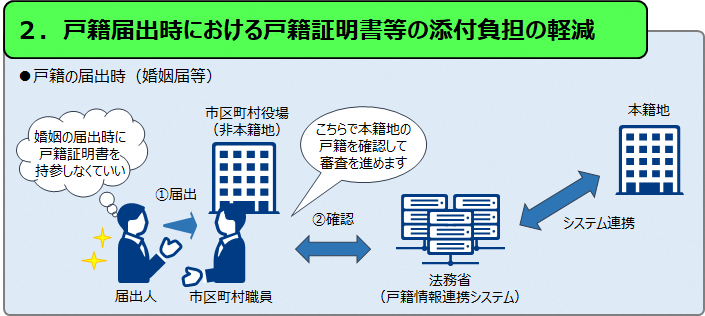 ２．戸籍届出時における戸籍証明書等の添付負担の軽減
●戸籍の届出時（婚姻届等）
婚姻の届出時に
戸籍証明書を
持参しなくていい
①届出
届出人
市区町村役場
（非本籍地）
市区町村職員
こちらで本籍地の
戸籍を確認して
審査を進めます
②確認
法務省
（戸籍情報連携システム）
システム連携
本籍地